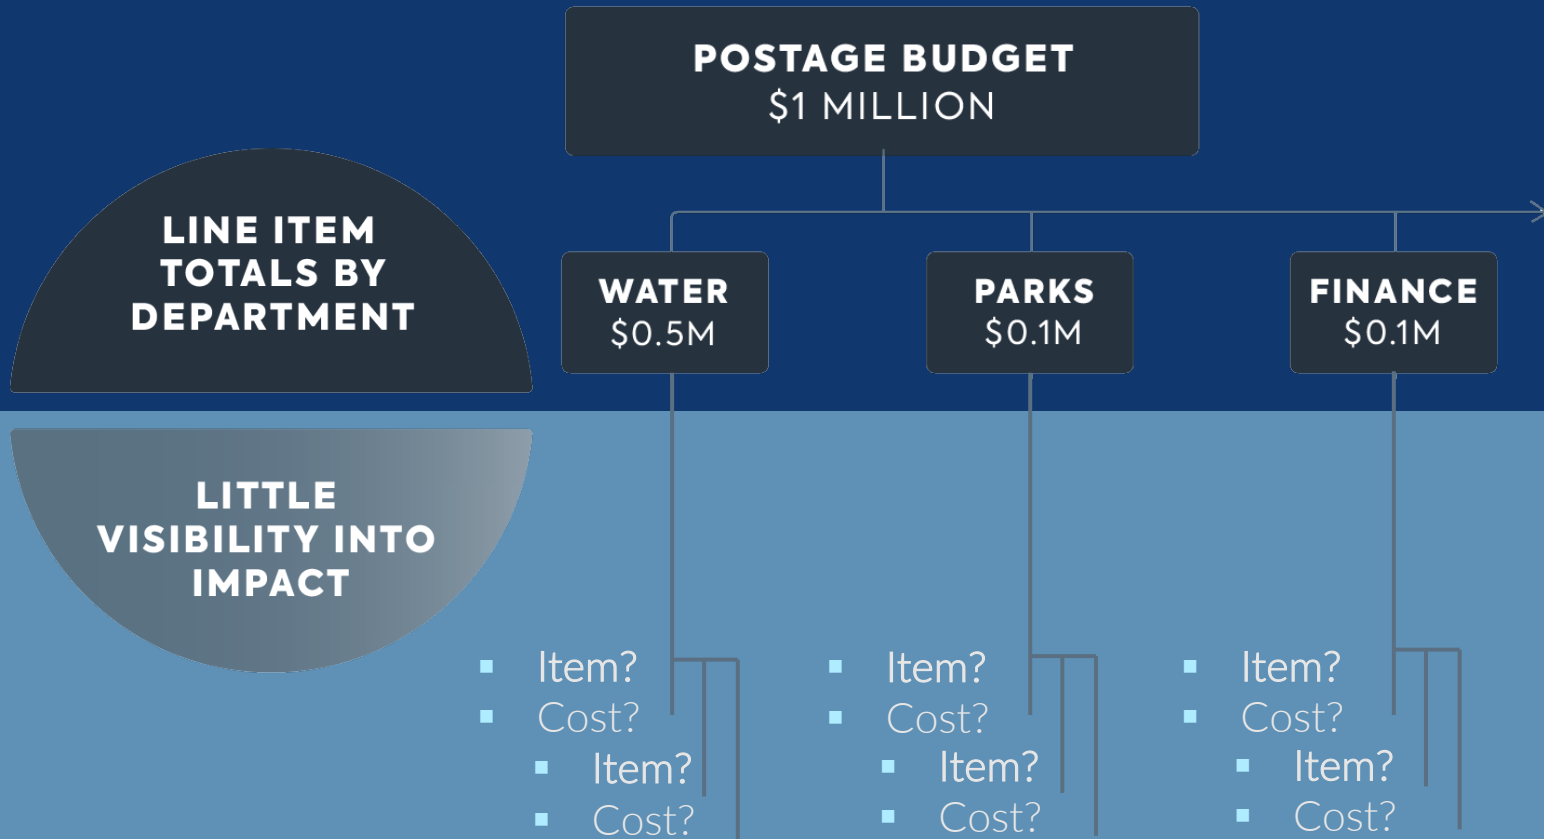 POSTAGE BUDGET
$1 MILLION
LINE ITEM
TOTALS BY
DEPARTMENT
WATER
$0.5M
PARKS
$0.1M
FINANCE
$0.1M
LITTLE
VISIBILITY INTO
IMPACT
▪ Item?
▪ Cost?
▪ Item?
▪ Cost?
▪ Item?
▪ Cost?
▪ Item?
▪ Cost?
▪ Item?
▪ Cost?
▪ Item?
▪ Cost?